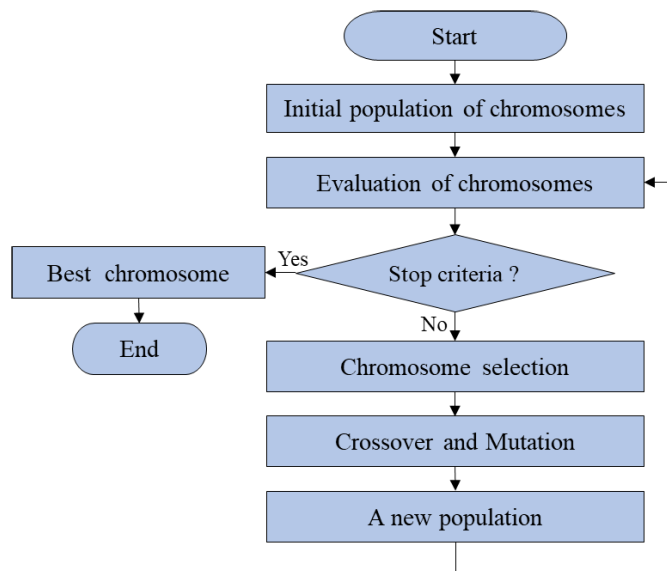 Start
Initial population of chromosomes
Evaluation of chromosomes
Yes
Best chromosome
Stop criteria ?
No
End
Chromosome selection
Crossover and Mutation
A new population